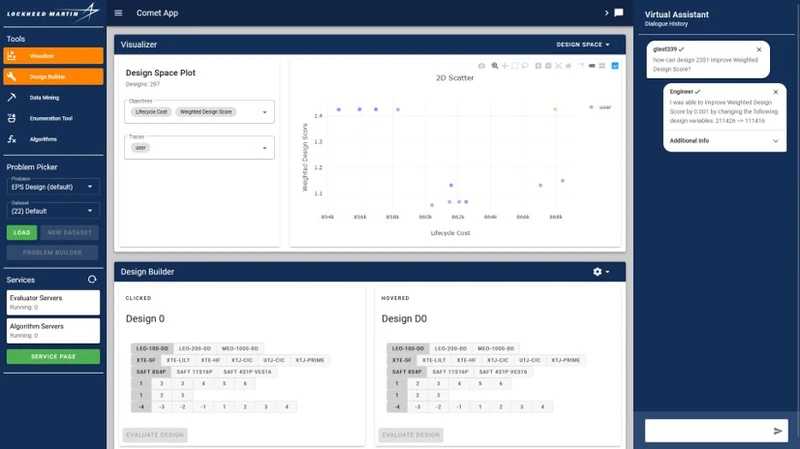 LOCKHEED MARTIN
Comet App
Tools
Visualizer
Design Builder
Data Mining
Enumeration Tool
Algorithms
Problem Picker
Problem
EPS Design (default)
Dataset
(22) Default
LOAD
NEW DATASET
PROBLEM BUILDER
Services
Evaluator Servers
Running: 0
Algorithm Servers
Running: 0
SERVICE PAGE
Visualizer
DESIGN SPACE
Design Space Plot
Designs: 297
Objectives
Lifecycle Cost
Weighted Design Score
Traces
user
2D Scatter
user
Weighted Design Score
1.4
1.3
1.2
1.1
854k 856k 858k 860k 862k 864k 866k 868k
Lifecycle Cost
Design Builder
CLICKED
Design 0
LEO-100-DD LEO-200-DD MEO-1000-DD
XTE-SF XTE-LILT XTE-HF XTJ-CIC UTJ-CIC XTJ-PRIME
SAFT 8S4P SAFT 11S16P SAFT 4S1P VES16
1 2 3 4 5 6
1 2 3
-4 -3 -2 -1 1 2 3 4
EVALUATE DESIGN
HOVERED
Design D0
LEO-100-DD LEO-200-DD MEO-1000-DD
XTE-SF XTE-LILT XTE-HF XTJ-CIC UTJ-CIC XTJ-PRIME
SAFT 8S4P SAFT 11S16P SAFT 4S1P VES16
1 2 3 4 5 6
1 2 3
-4 -3 -2 -1 1 2 3 4
EVALUATE DESIGN
Virtual Assistant
Dialogue History
gtest339
how can design 2351 improve Weighted
Design Score?
Engineer
I was able to improve Weighted Design
Score by 0.001 by changing the following
design variables: 211426 --> 111416
Additional Info